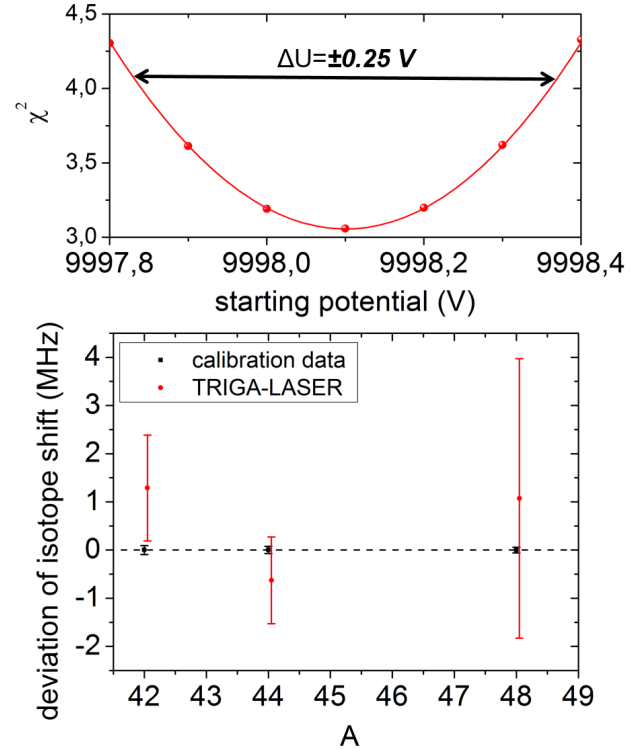 4,5
4,0
3,5
3,0
χ²
ΔU=±0.25 V
9997,8 9998,0 9998,2 9998,4
starting potential (V)
4
3
2
1
0
-1
-2
deviation of isotope shift (MHz)
calibration data
TRIGA-LASER
42 43 44 45 46 47 48 49
A